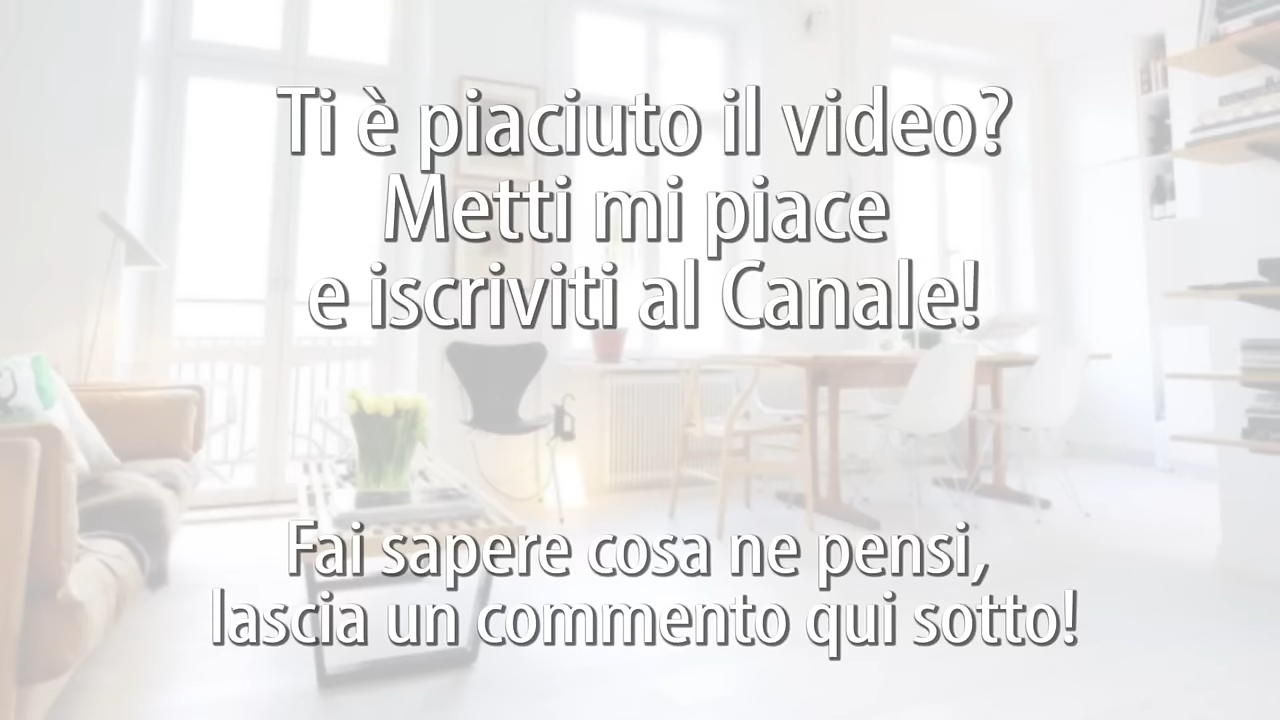 Ti è piaciuto il video?
Metti mi piace
e iscriviti al Canale!
Fai sapere cosa ne pensi,
lascia un commento qui sotto!